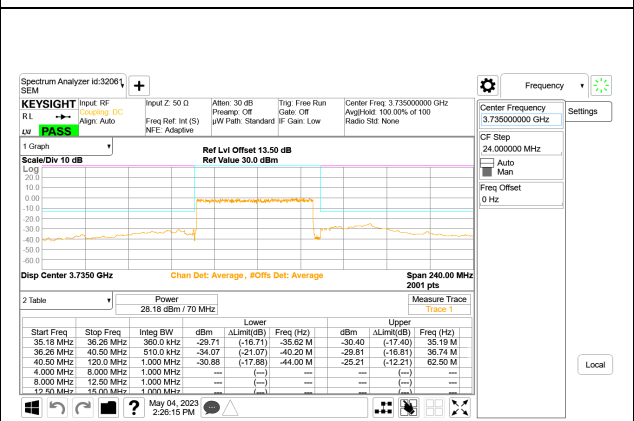 Spectrum Analyzer id:32061
SEM
Frequency
KEYSIGHT
RL
PASS
Input: RF
Coupling: DC
Align: Auto
Input Z: 50 Ω
Freq Ref: Int (S)
NFE: Adaptive
Atten: 30 dB
Preamp: Off
µW Path: Standard
Trig: Free Run
Gate: Off
IF Gain: Low
Center Freq: 3.735000000 GHz
Avg|Hold: 100.00% of 100
Radio Std: None
Center Frequency
3.735000000 GHz
Settings
CF Step
24.000000 MHz
Auto
Man
Freq Offset
0 Hz
1 Graph
Scale/Div 10 dB
Ref Lvl Offset 13.50 dB
Ref Value 30.0 dBm
Log
20.0
10.0
0.00
-10.0
-20.0
-30.0
-40.0
-50.0
-60.0
Disp Center 3.7350 GHz
Chan Det: Average, #Offs Det: Average
Span 240.00 MHz
2001 pts
2 Table
Power
28.18 dBm / 70 MHz
Measure Trace
Trace 1
Lower Upper
Start Freq Stop Freq Integ BW dBm ΔLimit(dB) Freq (Hz) dBm ΔLimit(dB) Freq (Hz)
35.18 MHz 36.26 MHz 360.0 kHz -29.71 (-16.71) -35.62 M -30.40 (-17.40) 35.19 M
36.26 MHz 40.50 MHz 510.0 kHz -34.07 (-21.07) -40.20 M -29.81 (-16.81) 36.74 M
40.50 MHz 120.0 MHz 1.000 MHz -30.88 (-17.88) -44.00 M -25.21 (-12.21) 62.50 M
4.000 MHz 8.000 MHz 1.000 MHz --- (---) --- --- (---) ---
8.000 MHz 12.50 MHz 1.000 MHz --- (---) --- --- (---) ---
12.50 MHz 15.00 MHz 1.000 MHz --- (---) --- --- (---) ---
Local
May 04, 2023
2:26:15 PM